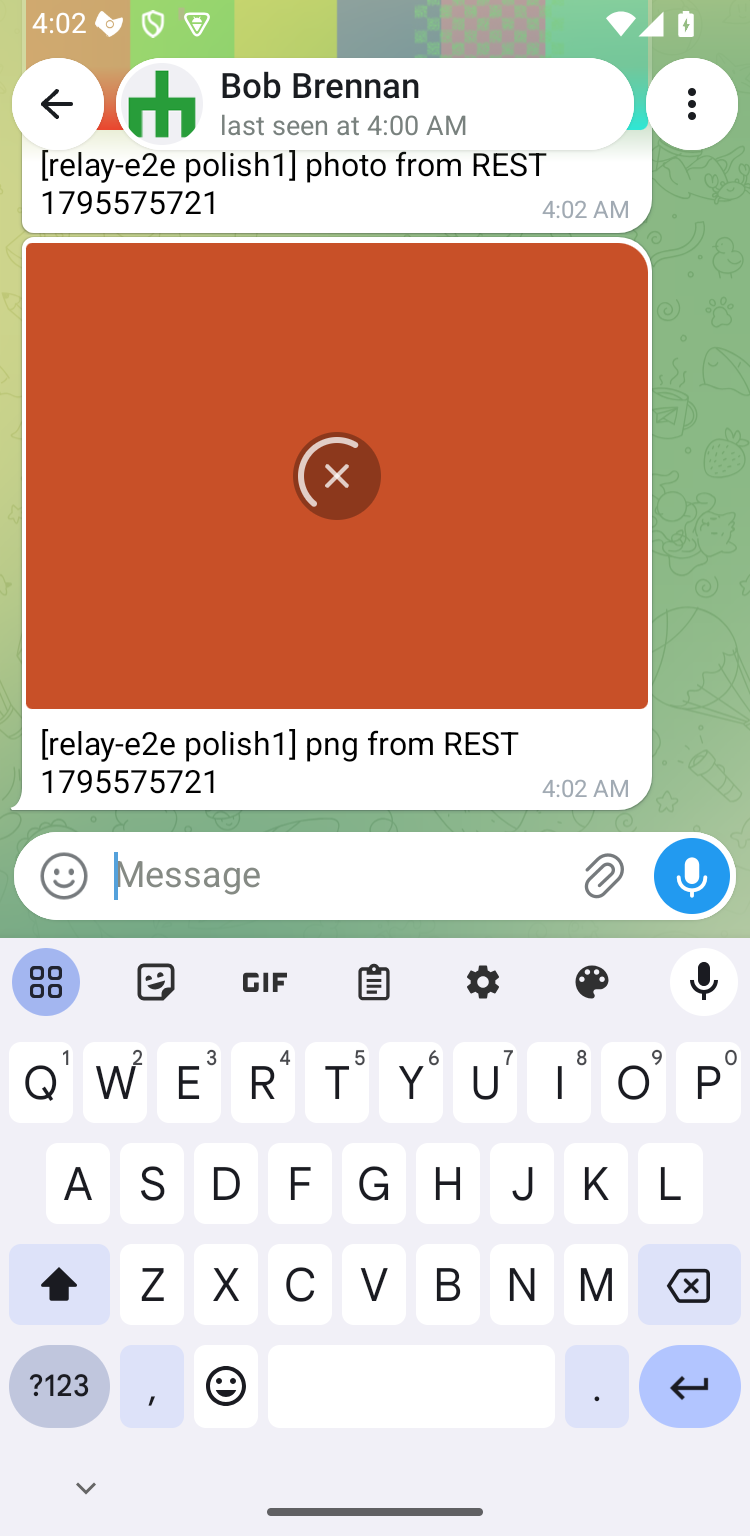 4:02
Bob Brennan
last seen at 4:00 AM
[relay-e2e polish1] photo from REST
1795575721
4:02 AM
[relay-e2e polish1] png from REST
1795575721
4:02 AM
Message
GIF
Q 1 W 2 E 3 R 4 T 5 Y 6 U 7 I 8 O 9 P 0
A S D F G H J K L
Z X C V B N M
?123 , .